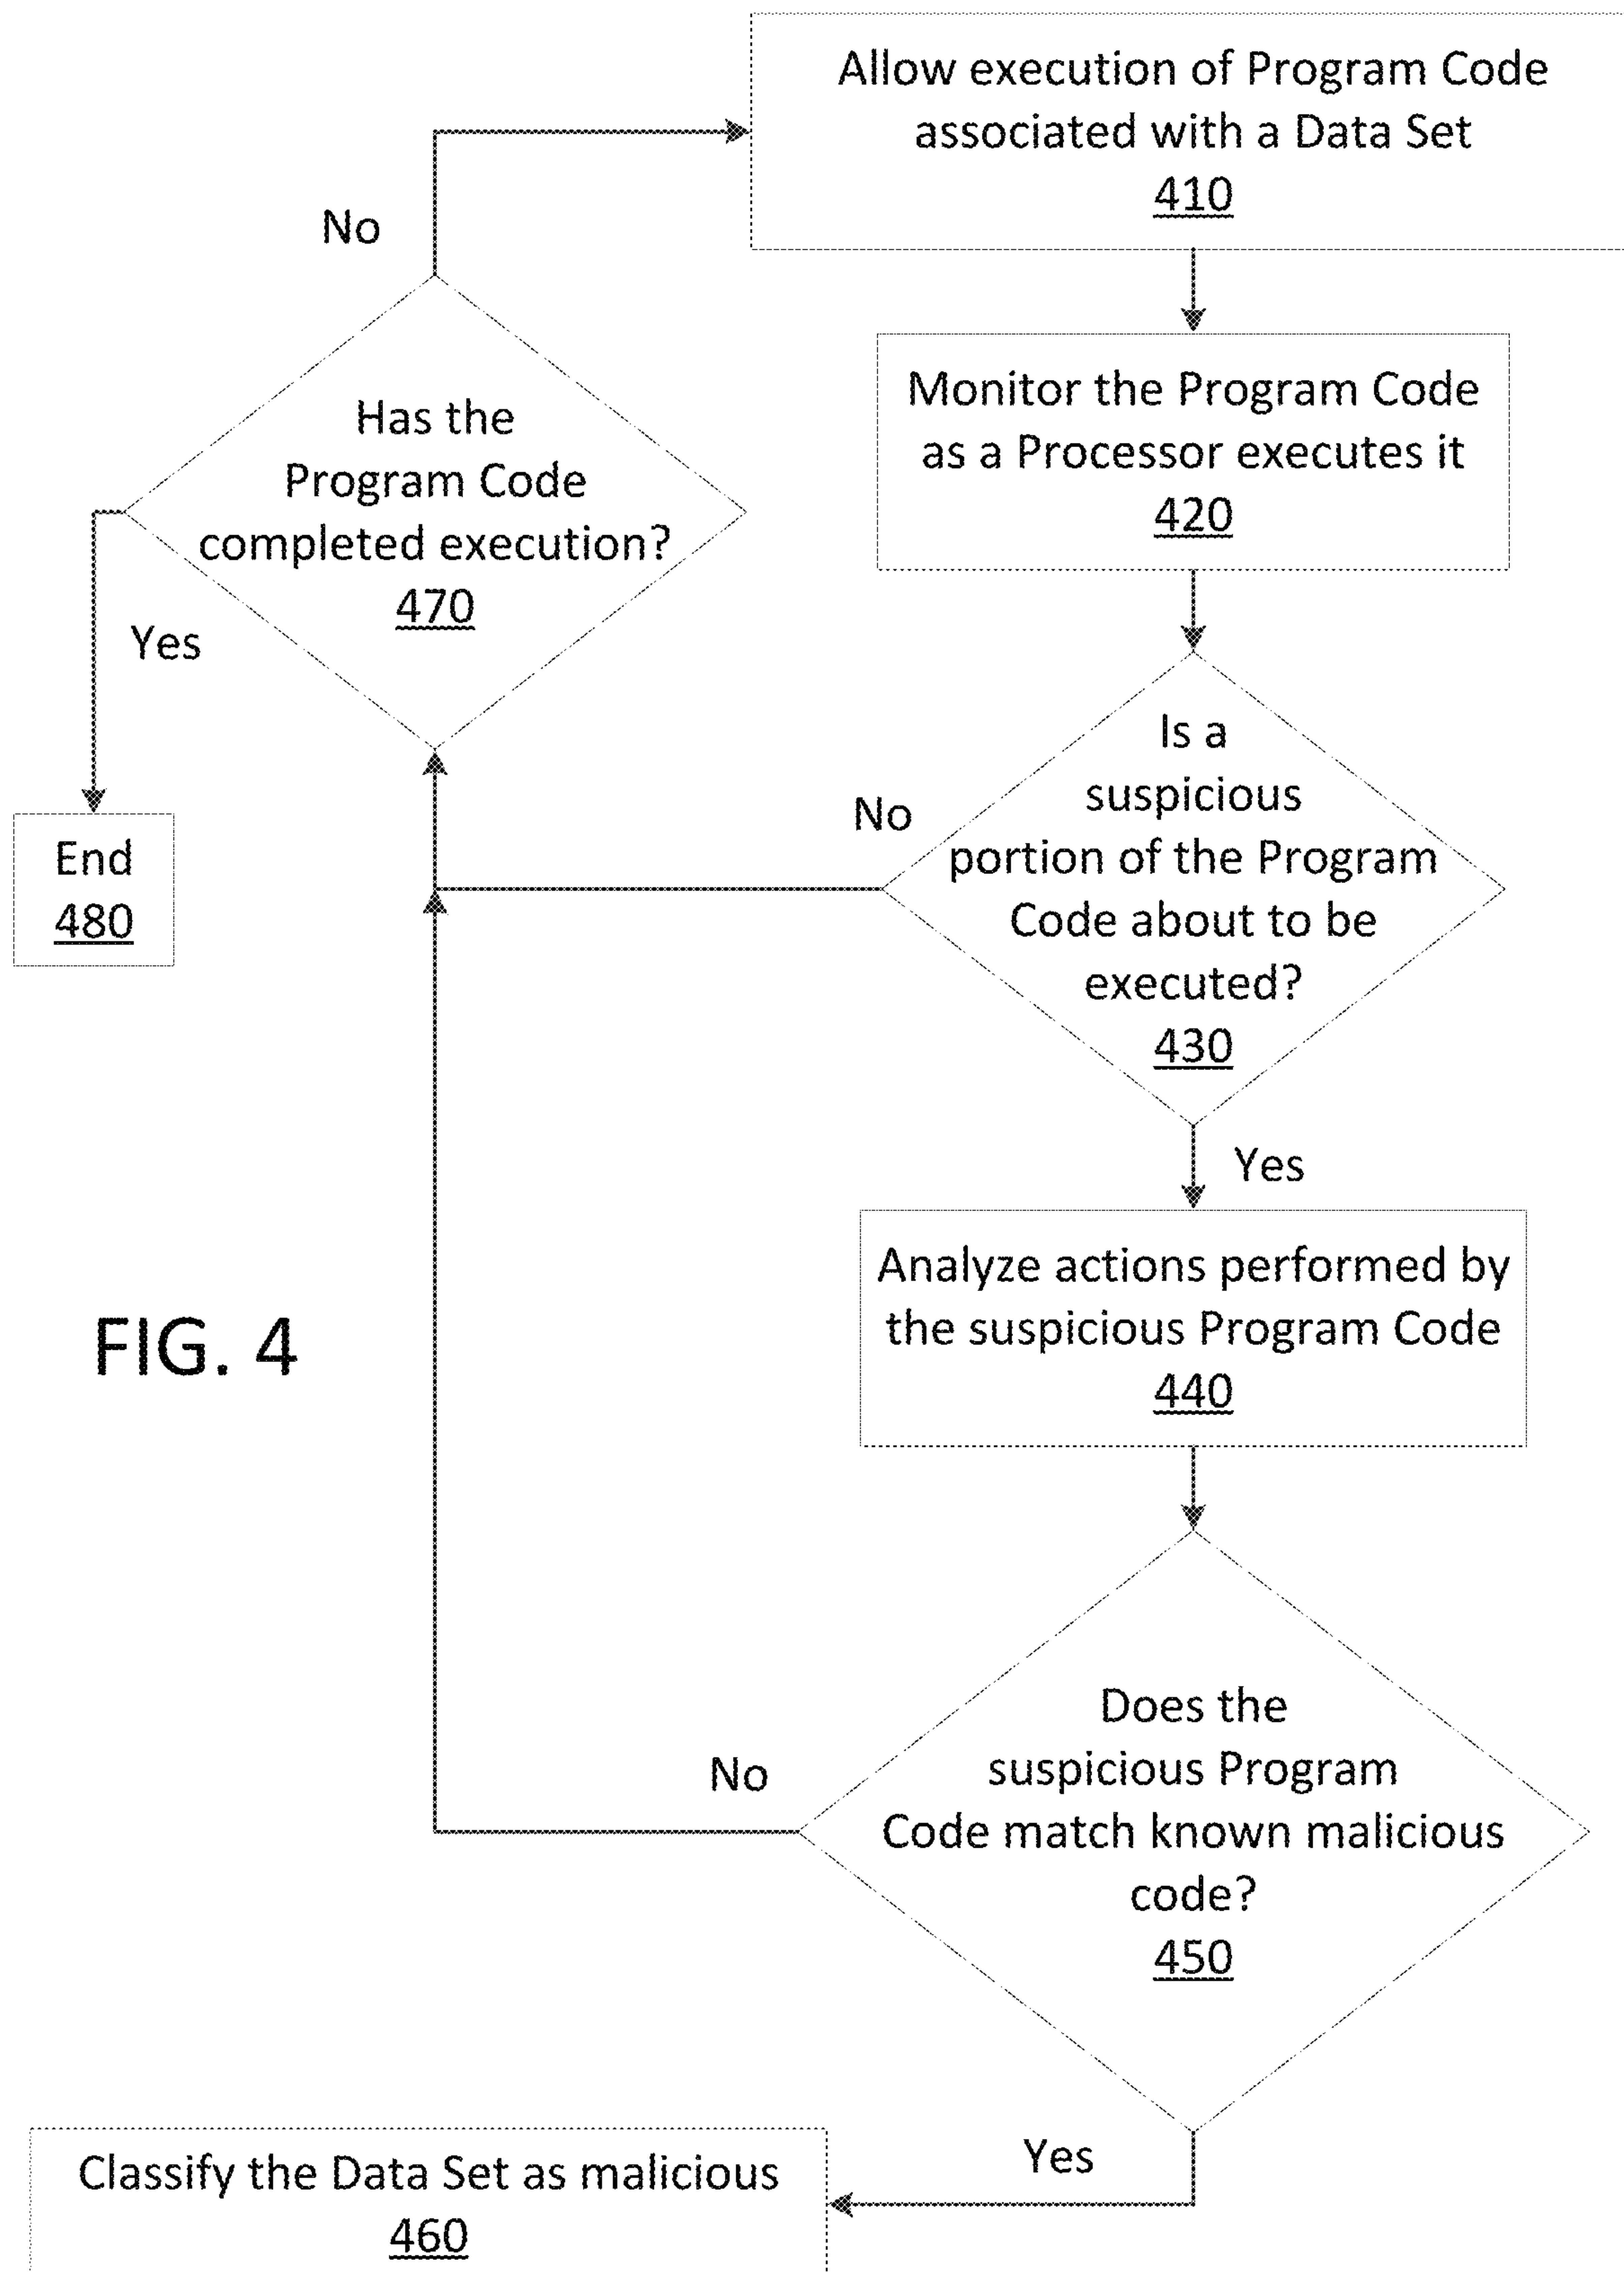 Allow execution of Program Code
associated with a Data Set
410
No
Monitor the Program Code
as a Processor executes it
420
Has the
Program Code
completed execution?
470
Yes
Is a
suspicious
portion of the Program
Code about to be
executed?
430
No
End
480
Yes
Analyze actions performed by
the suspicious Program Code
440
FIG. 4
Does the
suspicious Program
Code match known malicious
code?
450
No
Yes
Classify the Data Set as malicious
460